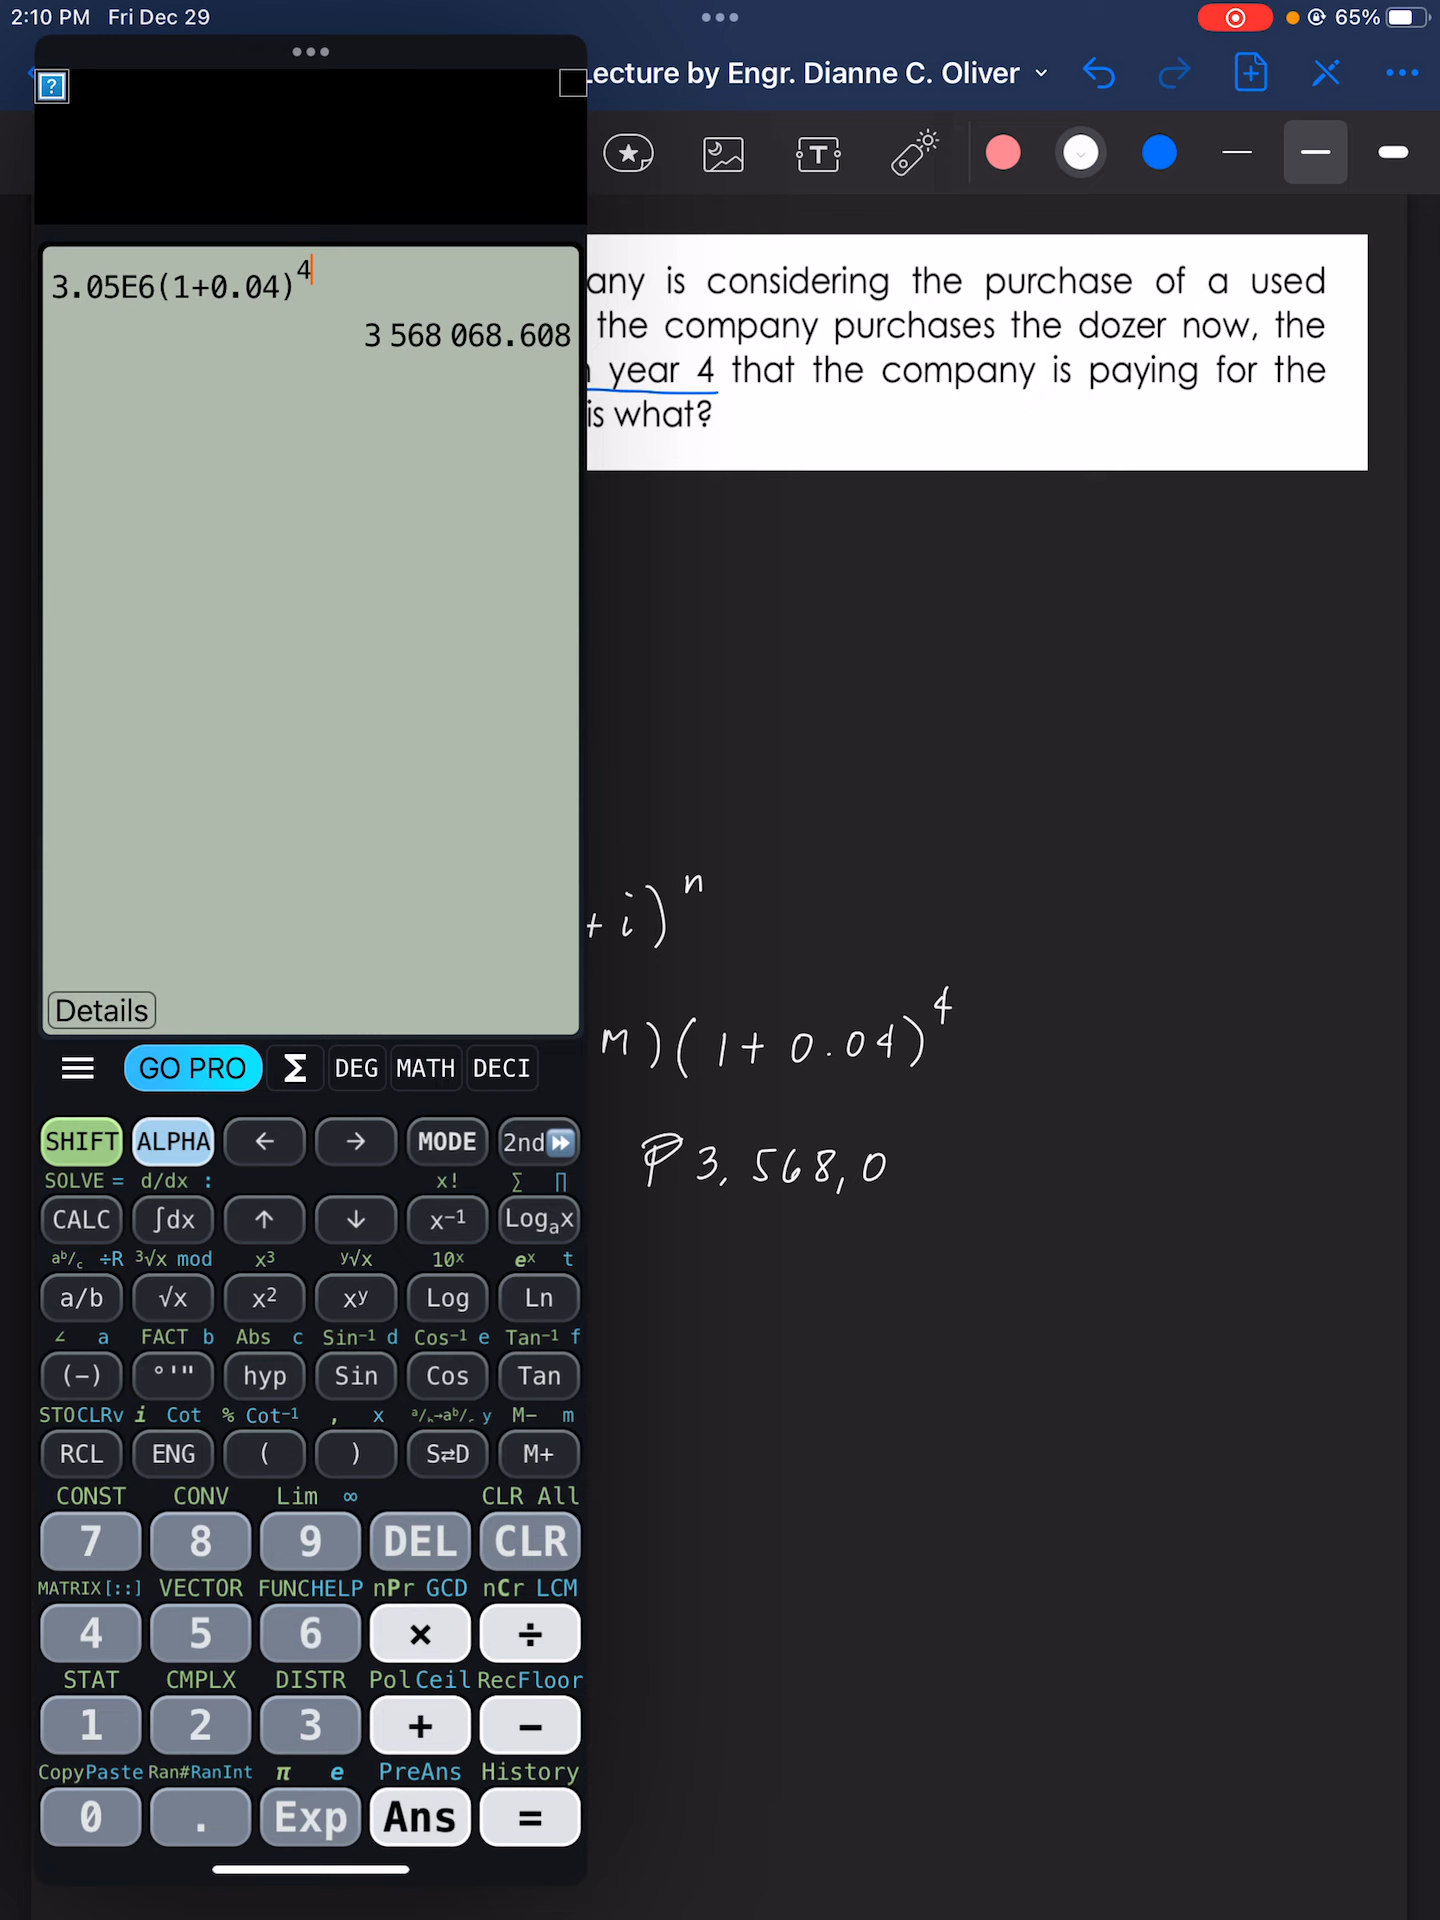 2:10 PM Fri Dec 29
65%
Lecture by Engr. Dianne C. Oliver
T
3.05E6(1+0.04)^4
3 568 068.608
any is considering the purchase of a used
the company purchases the dozer now, the
year 4 that the company is paying for the
is what?
+ i)^n
M)(1+0.04)^4
₱3,568,0
Details
GO PRO Σ DEG MATH DECI
SHIFT ALPHA ← → MODE 2nd
SOLVE = d/dx : x! ∑ ∏
CALC ∫dx ↑ ↓ x⁻¹ Logₐx
aᵇ/c ÷R ³√x mod x³ ʸ√x 10ˣ eˣ t
a/b √x x² xʸ Log Ln
∠ a FACT b Abs c Sin⁻¹ d Cos⁻¹ e Tan⁻¹ f
(−) °'" hyp Sin Cos Tan
STO CLRv i Cot % Cot⁻¹ , x y M− m
RCL ENG ( ) S⇄D M+
CONST CONV Lim ∞ CLR All
7 8 9 DEL CLR
MATRIX [::] VECTOR FUNC HELP nPr GCD nCr LCM
4 5 6 × ÷
STAT CMPLX DISTR Pol Ceil Rec Floor
1 2 3 + −
Copy Paste Ran# RanInt π e PreAns History
0 . Exp Ans =